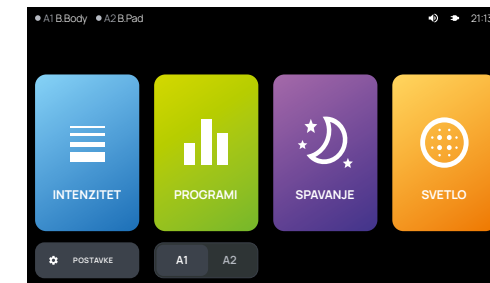 A1 B.Body A2 B.Pad 21:13
INTENZITET PROGRAMI SPAVANJE SVETLO
POSTAVKE A1 A2